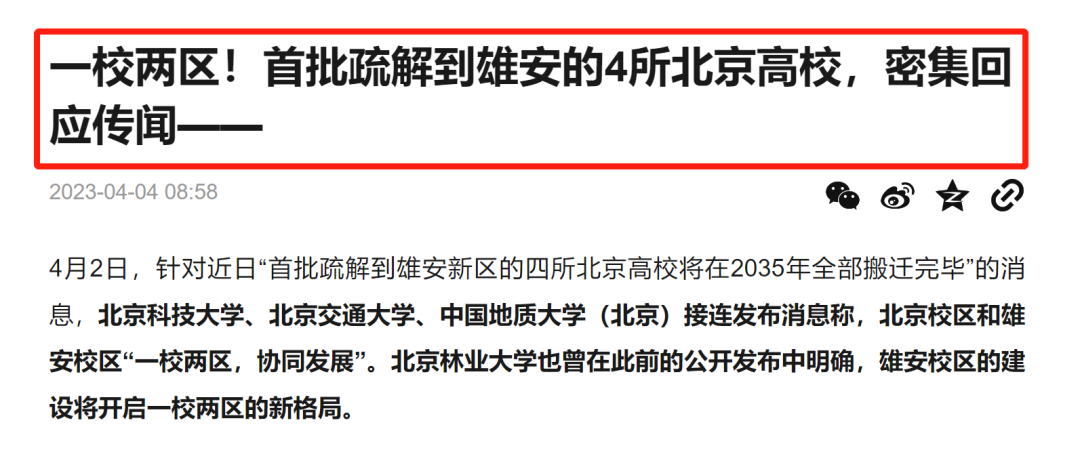 一校两区！首批疏解到雄安的4所北京高校，密集回
应传闻——
2023-04-04 08:58
4月2日，针对近日“首批疏解到雄安新区的四所北京高校将在2035年全部搬迁完毕”的消
息，北京科技大学、北京交通大学、中国地质大学（北京）接连发布消息称，北京校区和雄
安校区“一校两区，协同发展”。北京林业大学也曾在此前的公开发布中明确，雄安校区的建
设将开启一校两区的新格局。